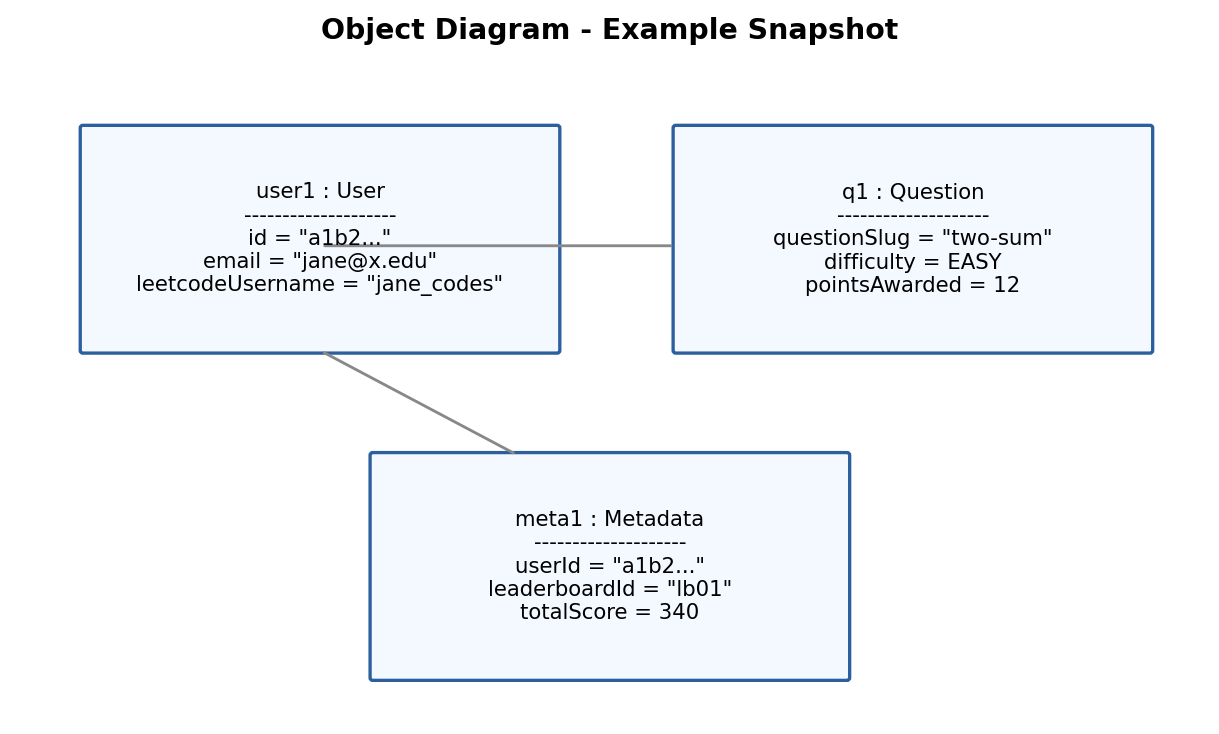 Object Diagram - Example Snapshot
user1 : User
--------------------
id = "a1b2..."
email = "jane@x.edu"
leetcodeUsername = "jane_codes"
q1 : Question
--------------------
questionSlug = "two-sum"
difficulty = EASY
pointsAwarded = 12
meta1 : Metadata
--------------------
userId = "a1b2..."
leaderboardId = "lb01"
totalScore = 340